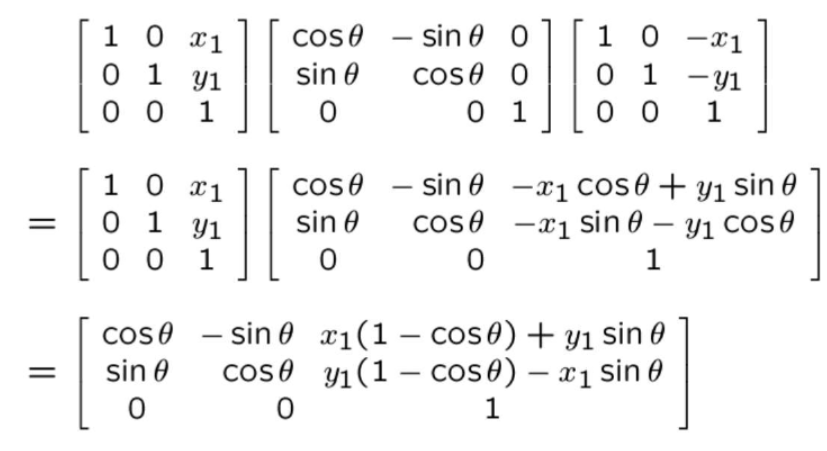 1 0 x₁ cosθ − sinθ 0 1 0 −x₁
0 1 y₁ sinθ cosθ 0 0 1 −y₁
0 0 1 0 0 1 0 0 1
1 0 x₁ cosθ − sinθ −x₁ cosθ + y₁ sinθ
= 0 1 y₁ sinθ cosθ −x₁ sinθ − y₁ cosθ
0 0 1 0 0 1
cosθ − sinθ x₁(1 − cosθ) + y₁ sinθ
= sinθ cosθ y₁(1 − cosθ) − x₁ sinθ
0 0 1